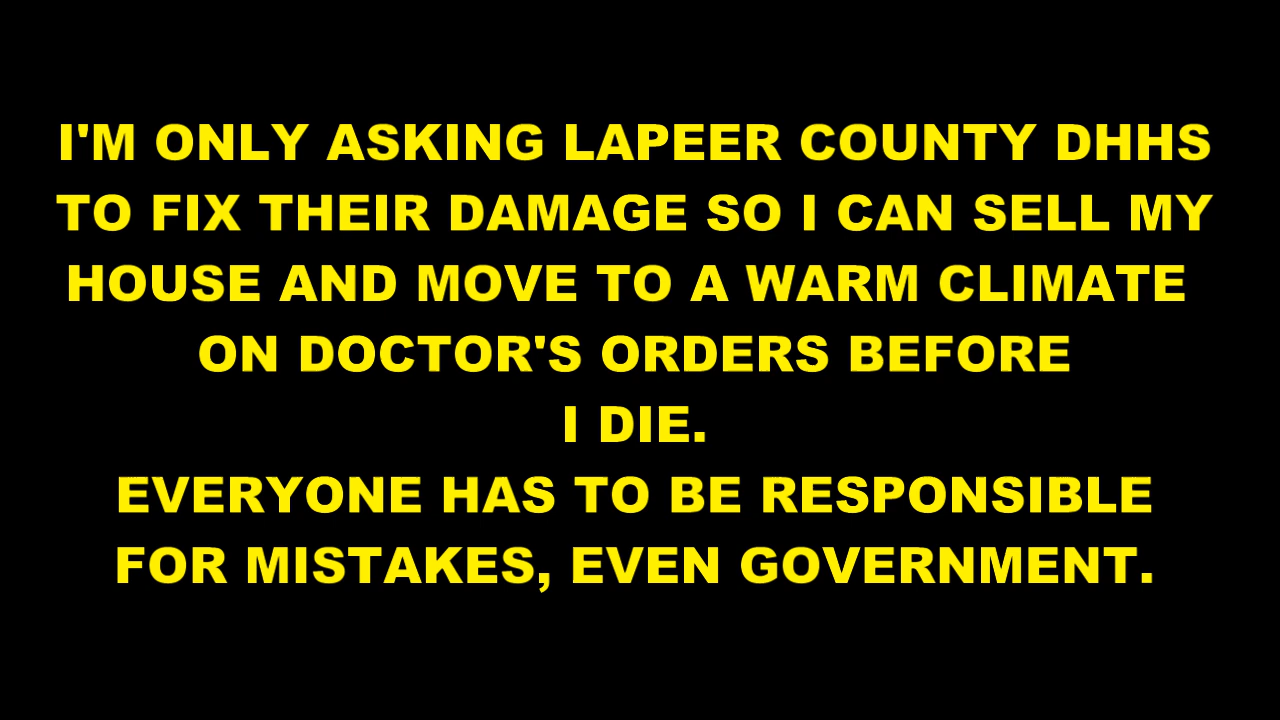 I'M ONLY ASKING LAPEER COUNTY DHHS
TO FIX THEIR DAMAGE SO I CAN SELL MY
HOUSE AND MOVE TO A WARM CLIMATE
ON DOCTOR'S ORDERS BEFORE
I DIE.
EVERYONE HAS TO BE RESPONSIBLE
FOR MISTAKES, EVEN GOVERNMENT.